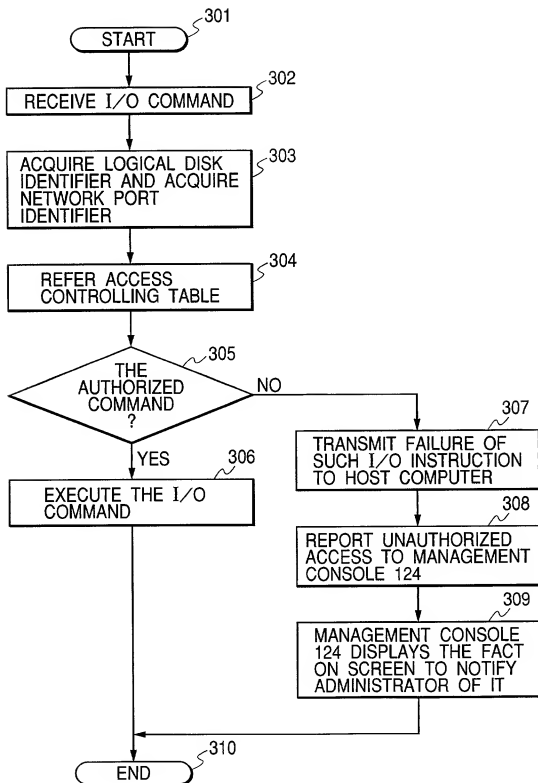 301
START
302
RECEIVE I/O COMMAND
303
ACQUIRE LOGICAL DISK
IDENTIFIER AND ACQUIRE
NETWORK PORT
IDENTIFIER
304
REFER ACCESS
CONTROLLING TABLE
305
THE
AUTHORIZED
COMMAND
?
NO
YES
306
EXECUTE THE I/O
COMMAND
307
TRANSMIT FAILURE OF
SUCH I/O INSTRUCTION
TO HOST COMPUTER
308
REPORT UNAUTHORIZED
ACCESS TO MANAGEMENT
CONSOLE 124
309
MANAGEMENT CONSOLE
124 DISPLAYS THE FACT
ON SCREEN TO NOTIFY
ADMINISTRATOR OF IT
310
END